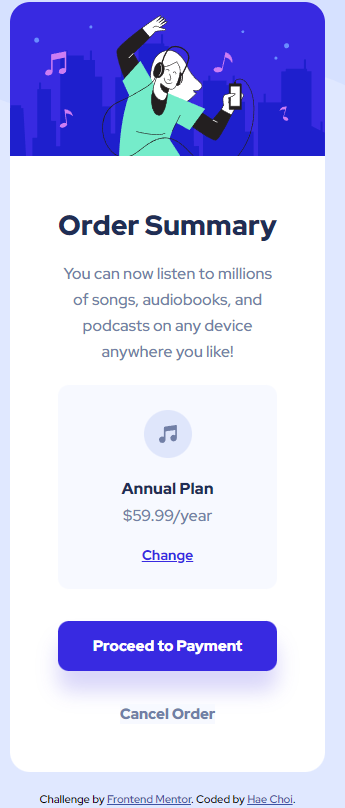 Order Summary
You can now listen to millions
of songs, audiobooks, and
podcasts on any device
anywhere you like!
Annual Plan
$59.99/year
Change
Proceed to Payment
Cancel Order
Challenge by Frontend Mentor. Coded by Hae Choi.